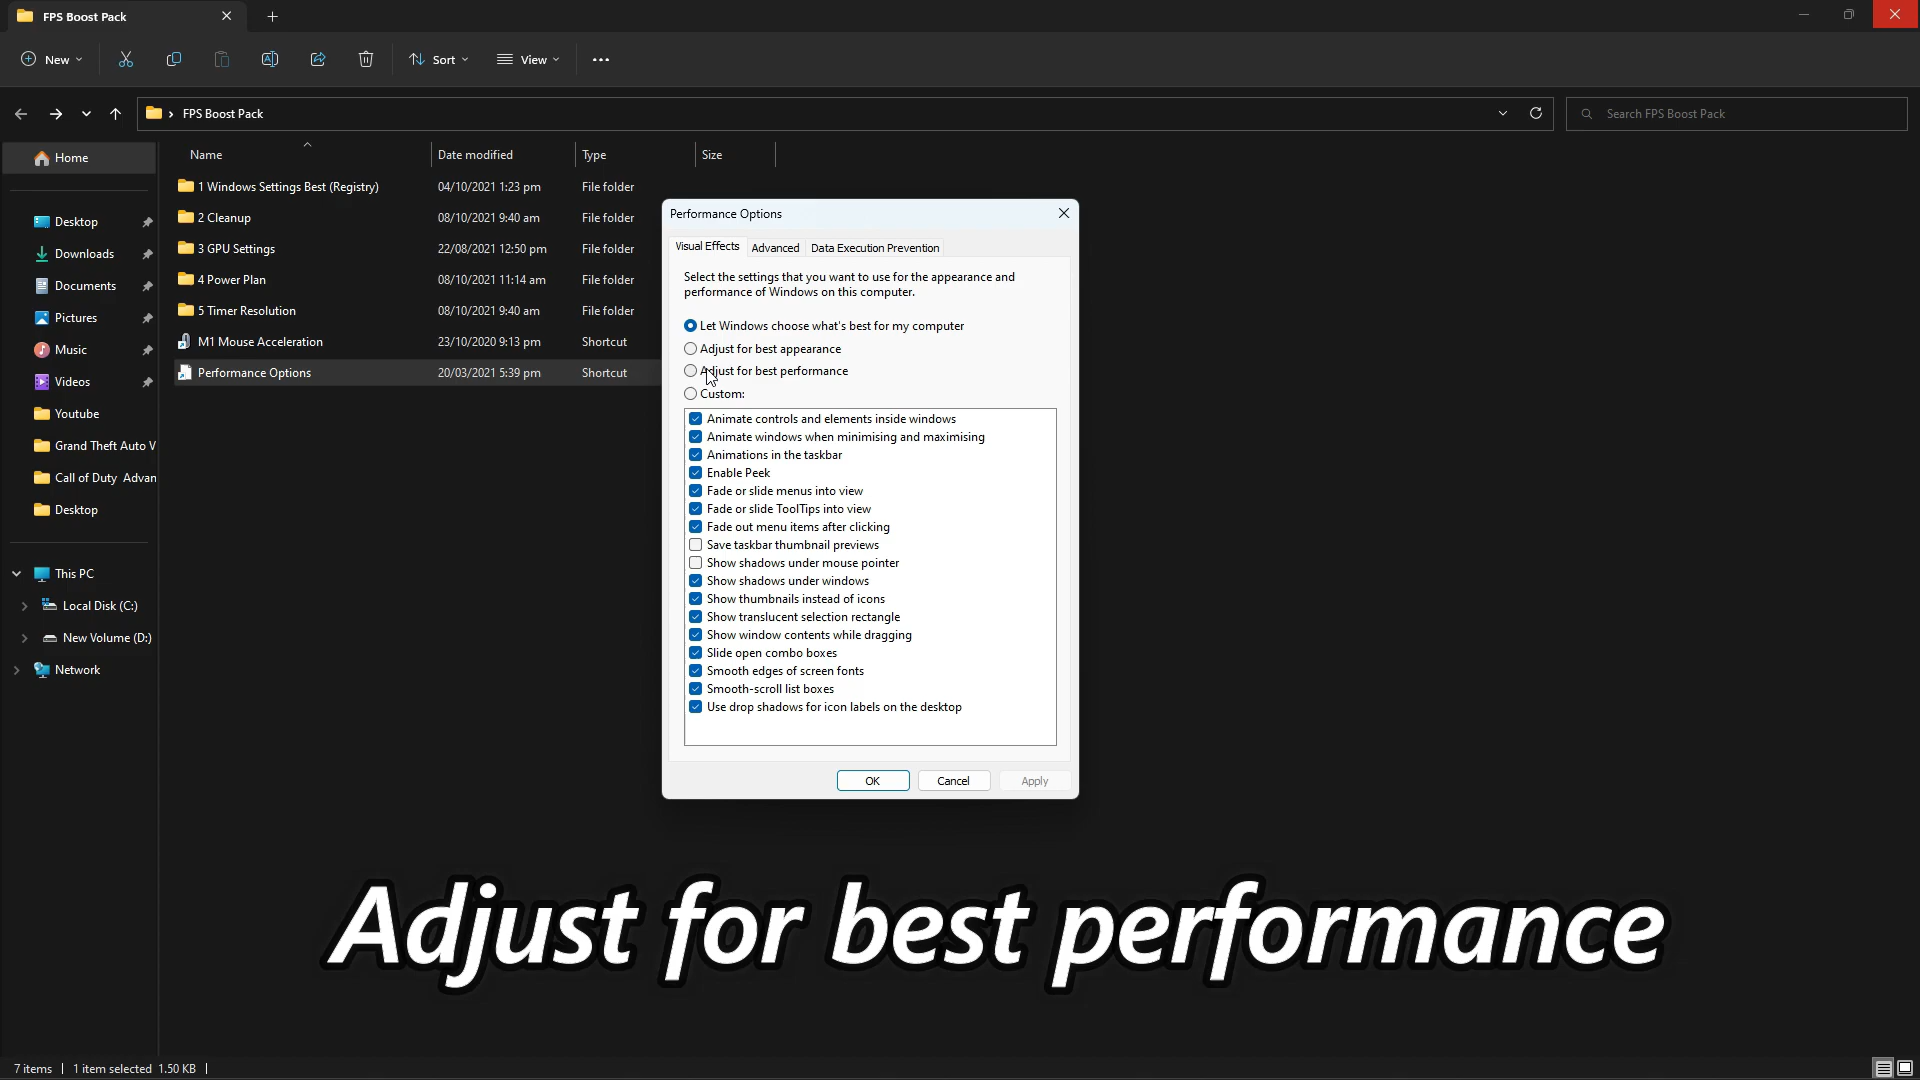 FPS Boost Pack
New
Sort
View
FPS Boost Pack
Search FPS Boost Pack
Name
Date modified
Type
Size
Home
Desktop
Downloads
Documents
Pictures
Music
Videos
Youtube
Grand Theft Auto V
Call of Duty Advan
Desktop
This PC
Local Disk (C:)
New Volume (D:)
Network
1 Windows Settings Best (Registry) 04/10/2021 1:23 pm File folder
2 Cleanup 08/10/2021 9:40 am File folder
3 GPU Settings 22/08/2021 12:50 pm File folder
4 Power Plan 08/10/2021 11:14 am File folder
5 Timer Resolution 08/10/2021 9:40 am File folder
M1 Mouse Acceleration 23/10/2020 9:13 pm Shortcut
Performance Options 20/03/2021 5:39 pm Shortcut
Performance Options
Visual Effects Advanced Data Execution Prevention
Select the settings that you want to use for the appearance and
performance of Windows on this computer.
Let Windows choose what's best for my computer
Adjust for best appearance
Adjust for best performance
Custom:
Animate controls and elements inside windows
Animate windows when minimising and maximising
Animations in the taskbar
Enable Peek
Fade or slide menus into view
Fade or slide ToolTips into view
Fade out menu items after clicking
Save taskbar thumbnail previews
Show shadows under mouse pointer
Show shadows under windows
Show thumbnails instead of icons
Show translucent selection rectangle
Show window contents while dragging
Slide open combo boxes
Smooth edges of screen fonts
Smooth-scroll list boxes
Use drop shadows for icon labels on the desktop
OK Cancel Apply
Adjust for best performance
7 items 1 item selected 1.50 KB